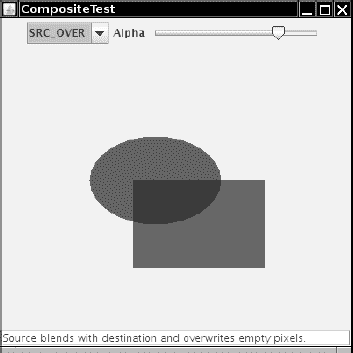 CompositeTest
SRC_OVER Alpha
Source blends with destination and overwrites empty pixels.